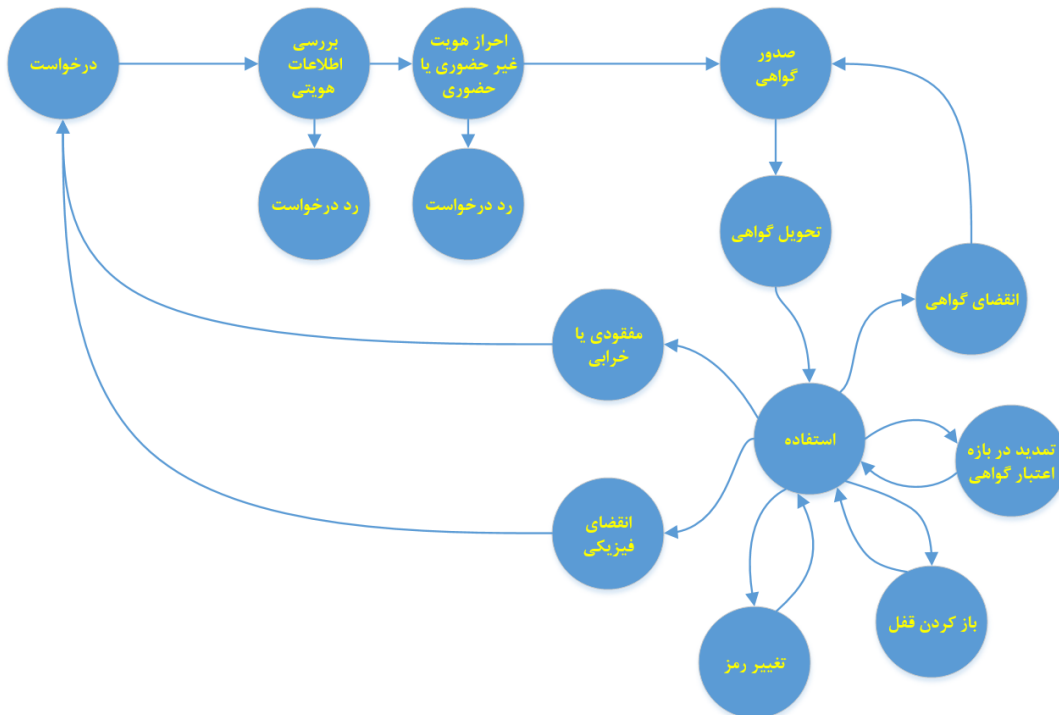 درخواست
بررسی
اطلاعات
هویتی
احراز هویت
غیر حضوری یا
حضوری
صدور
گواهی
رد درخواست
رد درخواست
تحویل گواهی
انقضای گواهی
مفقودی یا
خرابی
استفاده
تمدید در بازه
اعتبار گواهی
انقضای
فیزیکی
باز کردن قفل
تغییر رمز